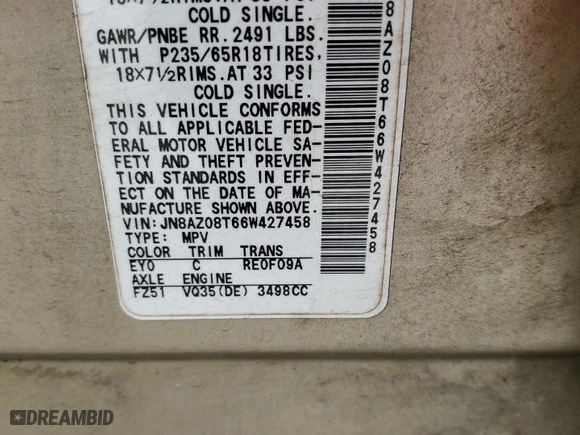 COLD SINGLE.
GAWR/PNBE RR. 2491 LBS.
WITH P235/65R18TIRES,
18×7½RIMS.AT 33 PSI
COLD SINGLE.
THIS VEHICLE CONFORMS
TO ALL APPLICABLE FED-
ERAL MOTOR VEHICLE SA-
FETY AND THEFT PREVEN-
TION STANDARDS IN EFF-
ECT ON THE DATE OF MA-
NUFACTURE SHOWN ABOVE.
VIN: JN8AZ08T66W427458
TYPE: MPV
COLOR TRIM TRANS
EY0 C RE0F09A
AXLE ENGINE
FZ51 VQ35(DE) 3498CC
8AZ08T66W427458
DREAMBID